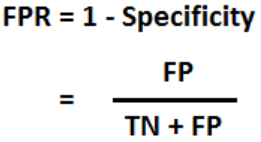 FPR = 1 - Specificity
= FP
TN + FP